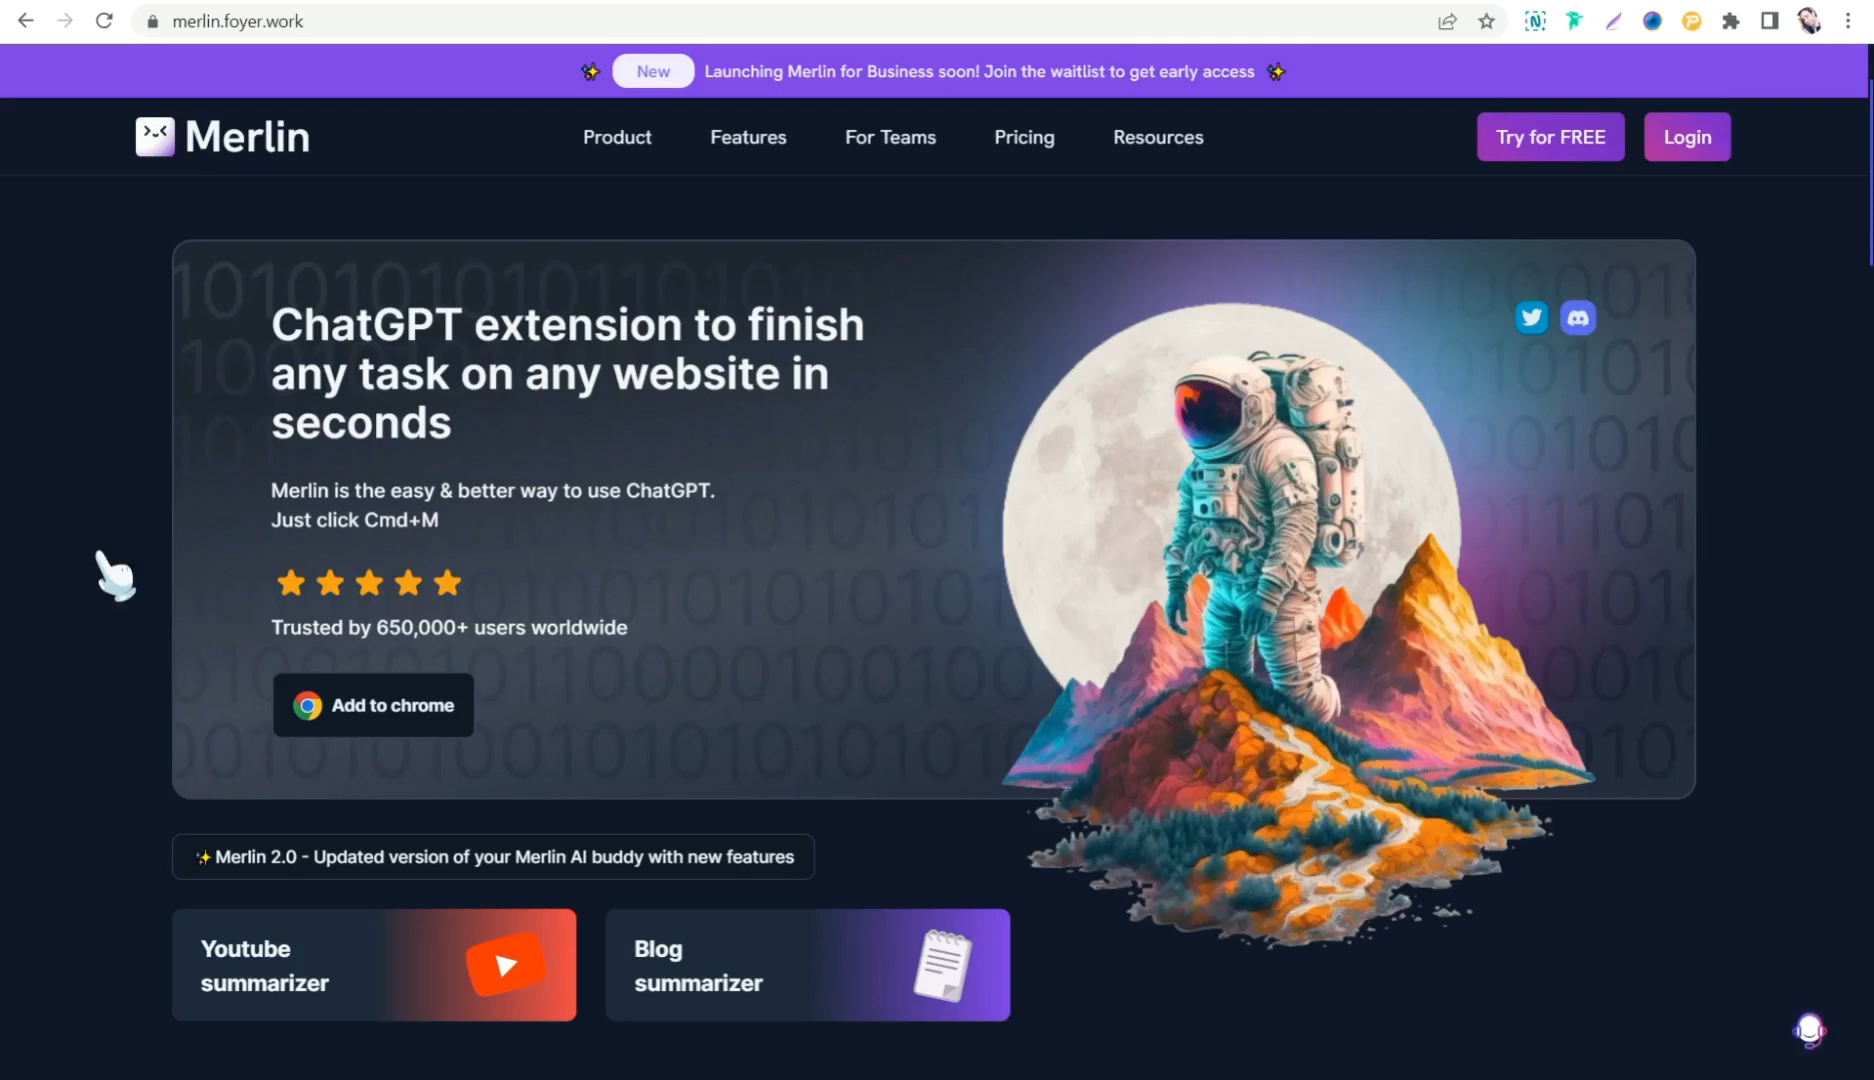 merlin.foyer.work
New Launching Merlin for Business soon! Join the waitlist to get early access
Merlin
Product Features For Teams Pricing Resources
Try for FREE Login
ChatGPT extension to finish
any task on any website in
seconds
Merlin is the easy & better way to use ChatGPT.
Just click Cmd+M
Trusted by 650,000+ users worldwide
Add to chrome
Merlin 2.0 - Updated version of your Merlin AI buddy with new features
Youtube
summarizer
Blog
summarizer